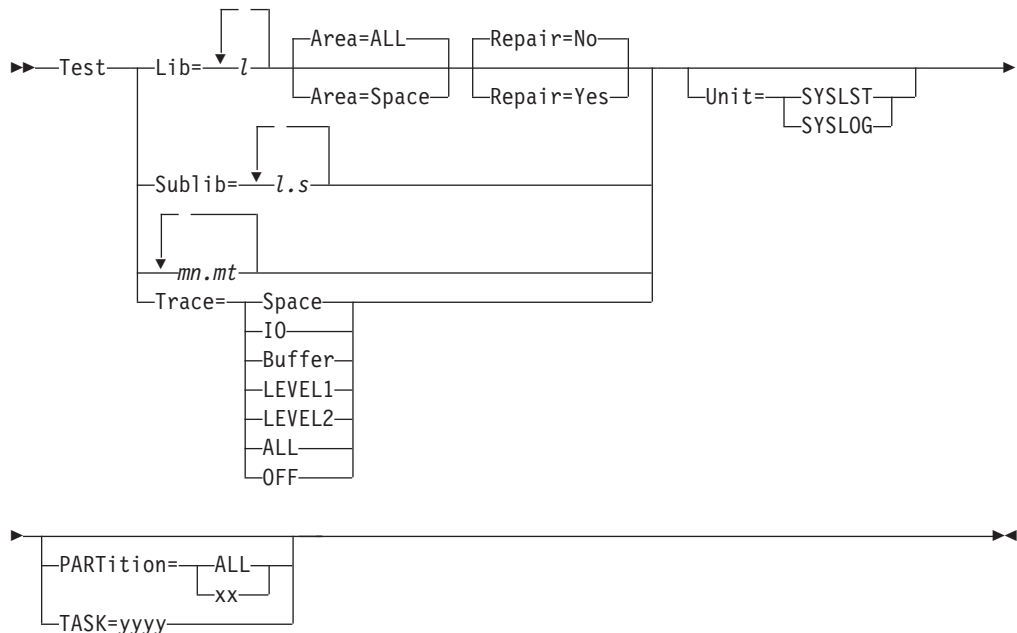 Area=ALL Repair=No
Test Lib= l
Area=Space Repair=Yes Unit= SYSLST
SYSLOG
Sublib= l.s
mn.mt
Trace= Space
IO
Buffer
LEVEL1
LEVEL2
ALL
OFF
PARTition= ALL
xx
TASK=yyyy